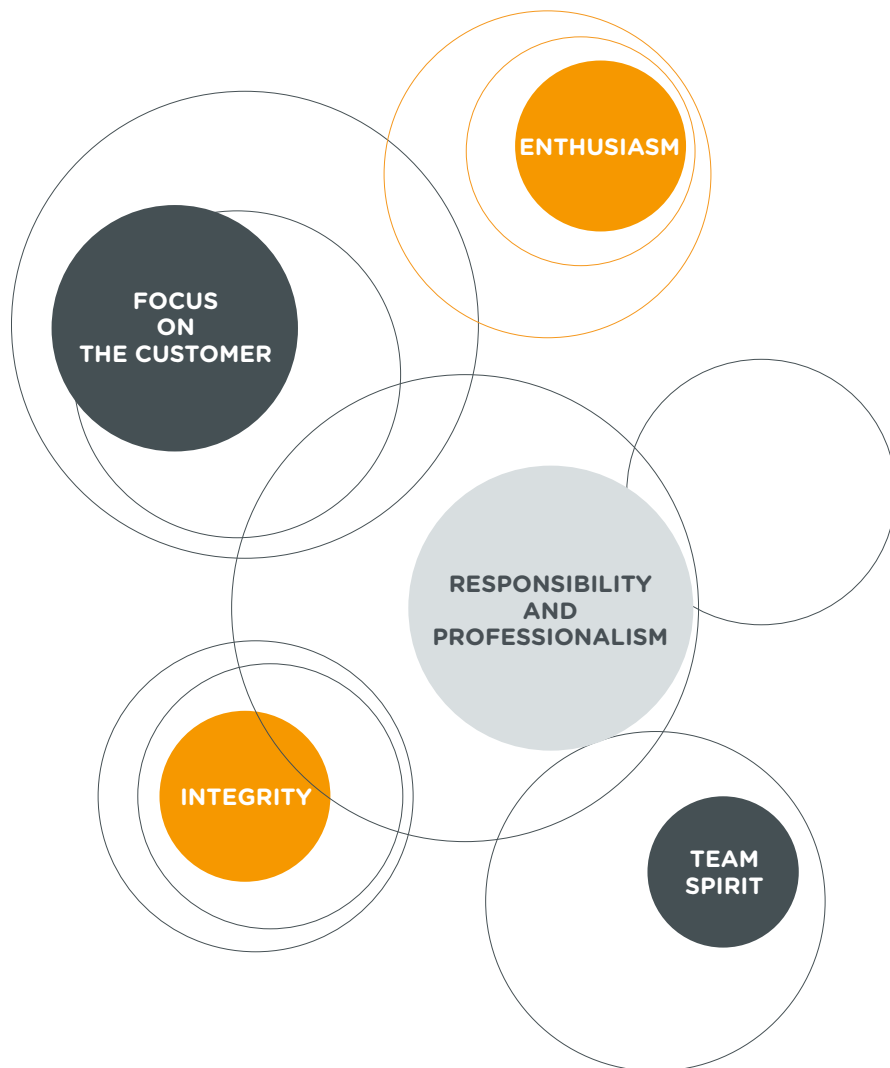 ENTHUSIASM
FOCUS
ON
THE CUSTOMER
RESPONSIBILITY
AND
PROFESSIONALISM
INTEGRITY
TEAM
SPIRIT